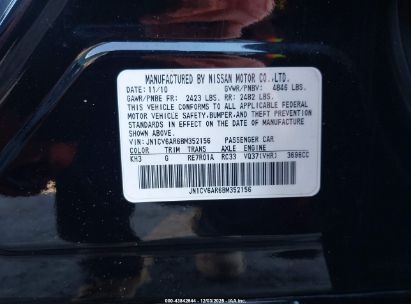 MANUFACTURED BY NISSAN MOTOR CO.,LTD.
DATE: 11/10 GVWR/PNBV: 4846 LBS.
GAWR/PNBE FR: 2423 LBS. RR: 2482 LBS.
THIS VEHICLE CONFORMS TO ALL APPLICABLE FEDERAL
MOTOR VEHICLE SAFETY, BUMPER, AND THEFT PREVENTION
STANDARDS IN EFFECT ON THE DATE OF MANUFACTURE
SHOWN ABOVE.
VIN: JN1CV6AR6BM352156 PASSENGER CAR
COLOR TRIM TRANS AXLE ENGINE
KH3 G RE7R01A RC33 VQ37(VHR) 3696CC
JN1CV6AR6BM352156